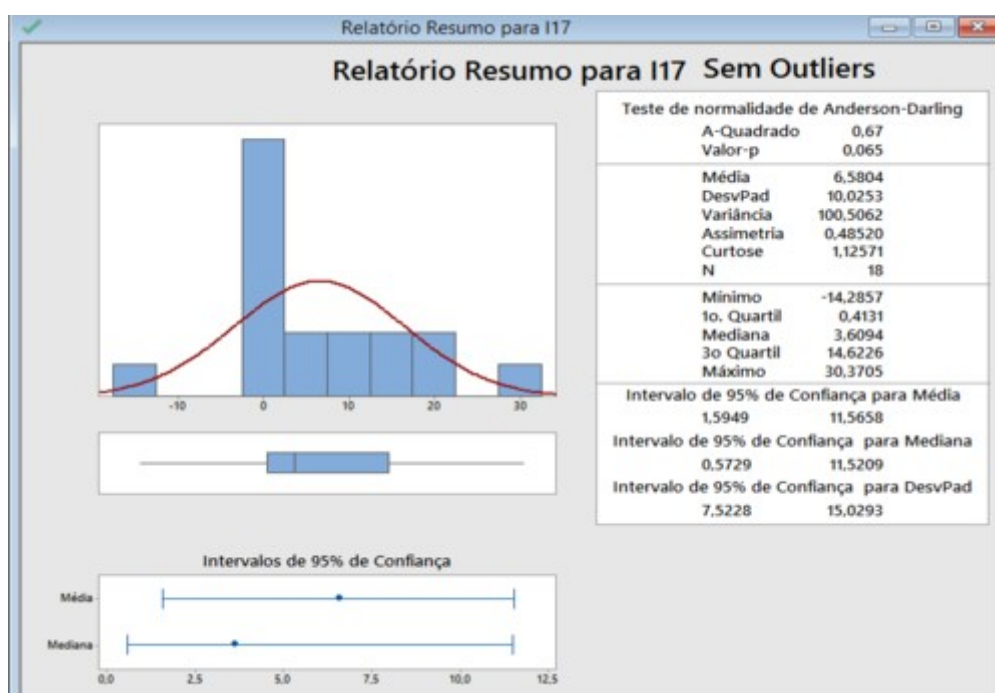 Relatório Resumo para I17
Relatório Resumo para I17 Sem Outliers
-10 0 10 20 30
Teste de normalidade de Anderson-Darling
A-Quadrado 0,67
Valor-p 0,065
Média 6,5804
DesvPad 10,0253
Variância 100,5062
Assimetria 0,48520
Curtose 1,12571
N 18
Mínimo -14,2857
1o. Quartil 0,4131
Mediana 3,6094
3o Quartil 14,6226
Máximo 30,3705
Intervalo de 95% de Confiança para Média
1,5949 11,5658
Intervalo de 95% de Confiança para Mediana
0,5729 11,5209
Intervalo de 95% de Confiança para DesvPad
7,5228 15,0293
Intervalos de 95% de Confiança
Média
Mediana
0,0 2,5 5,0 7,5 10,0 12,5